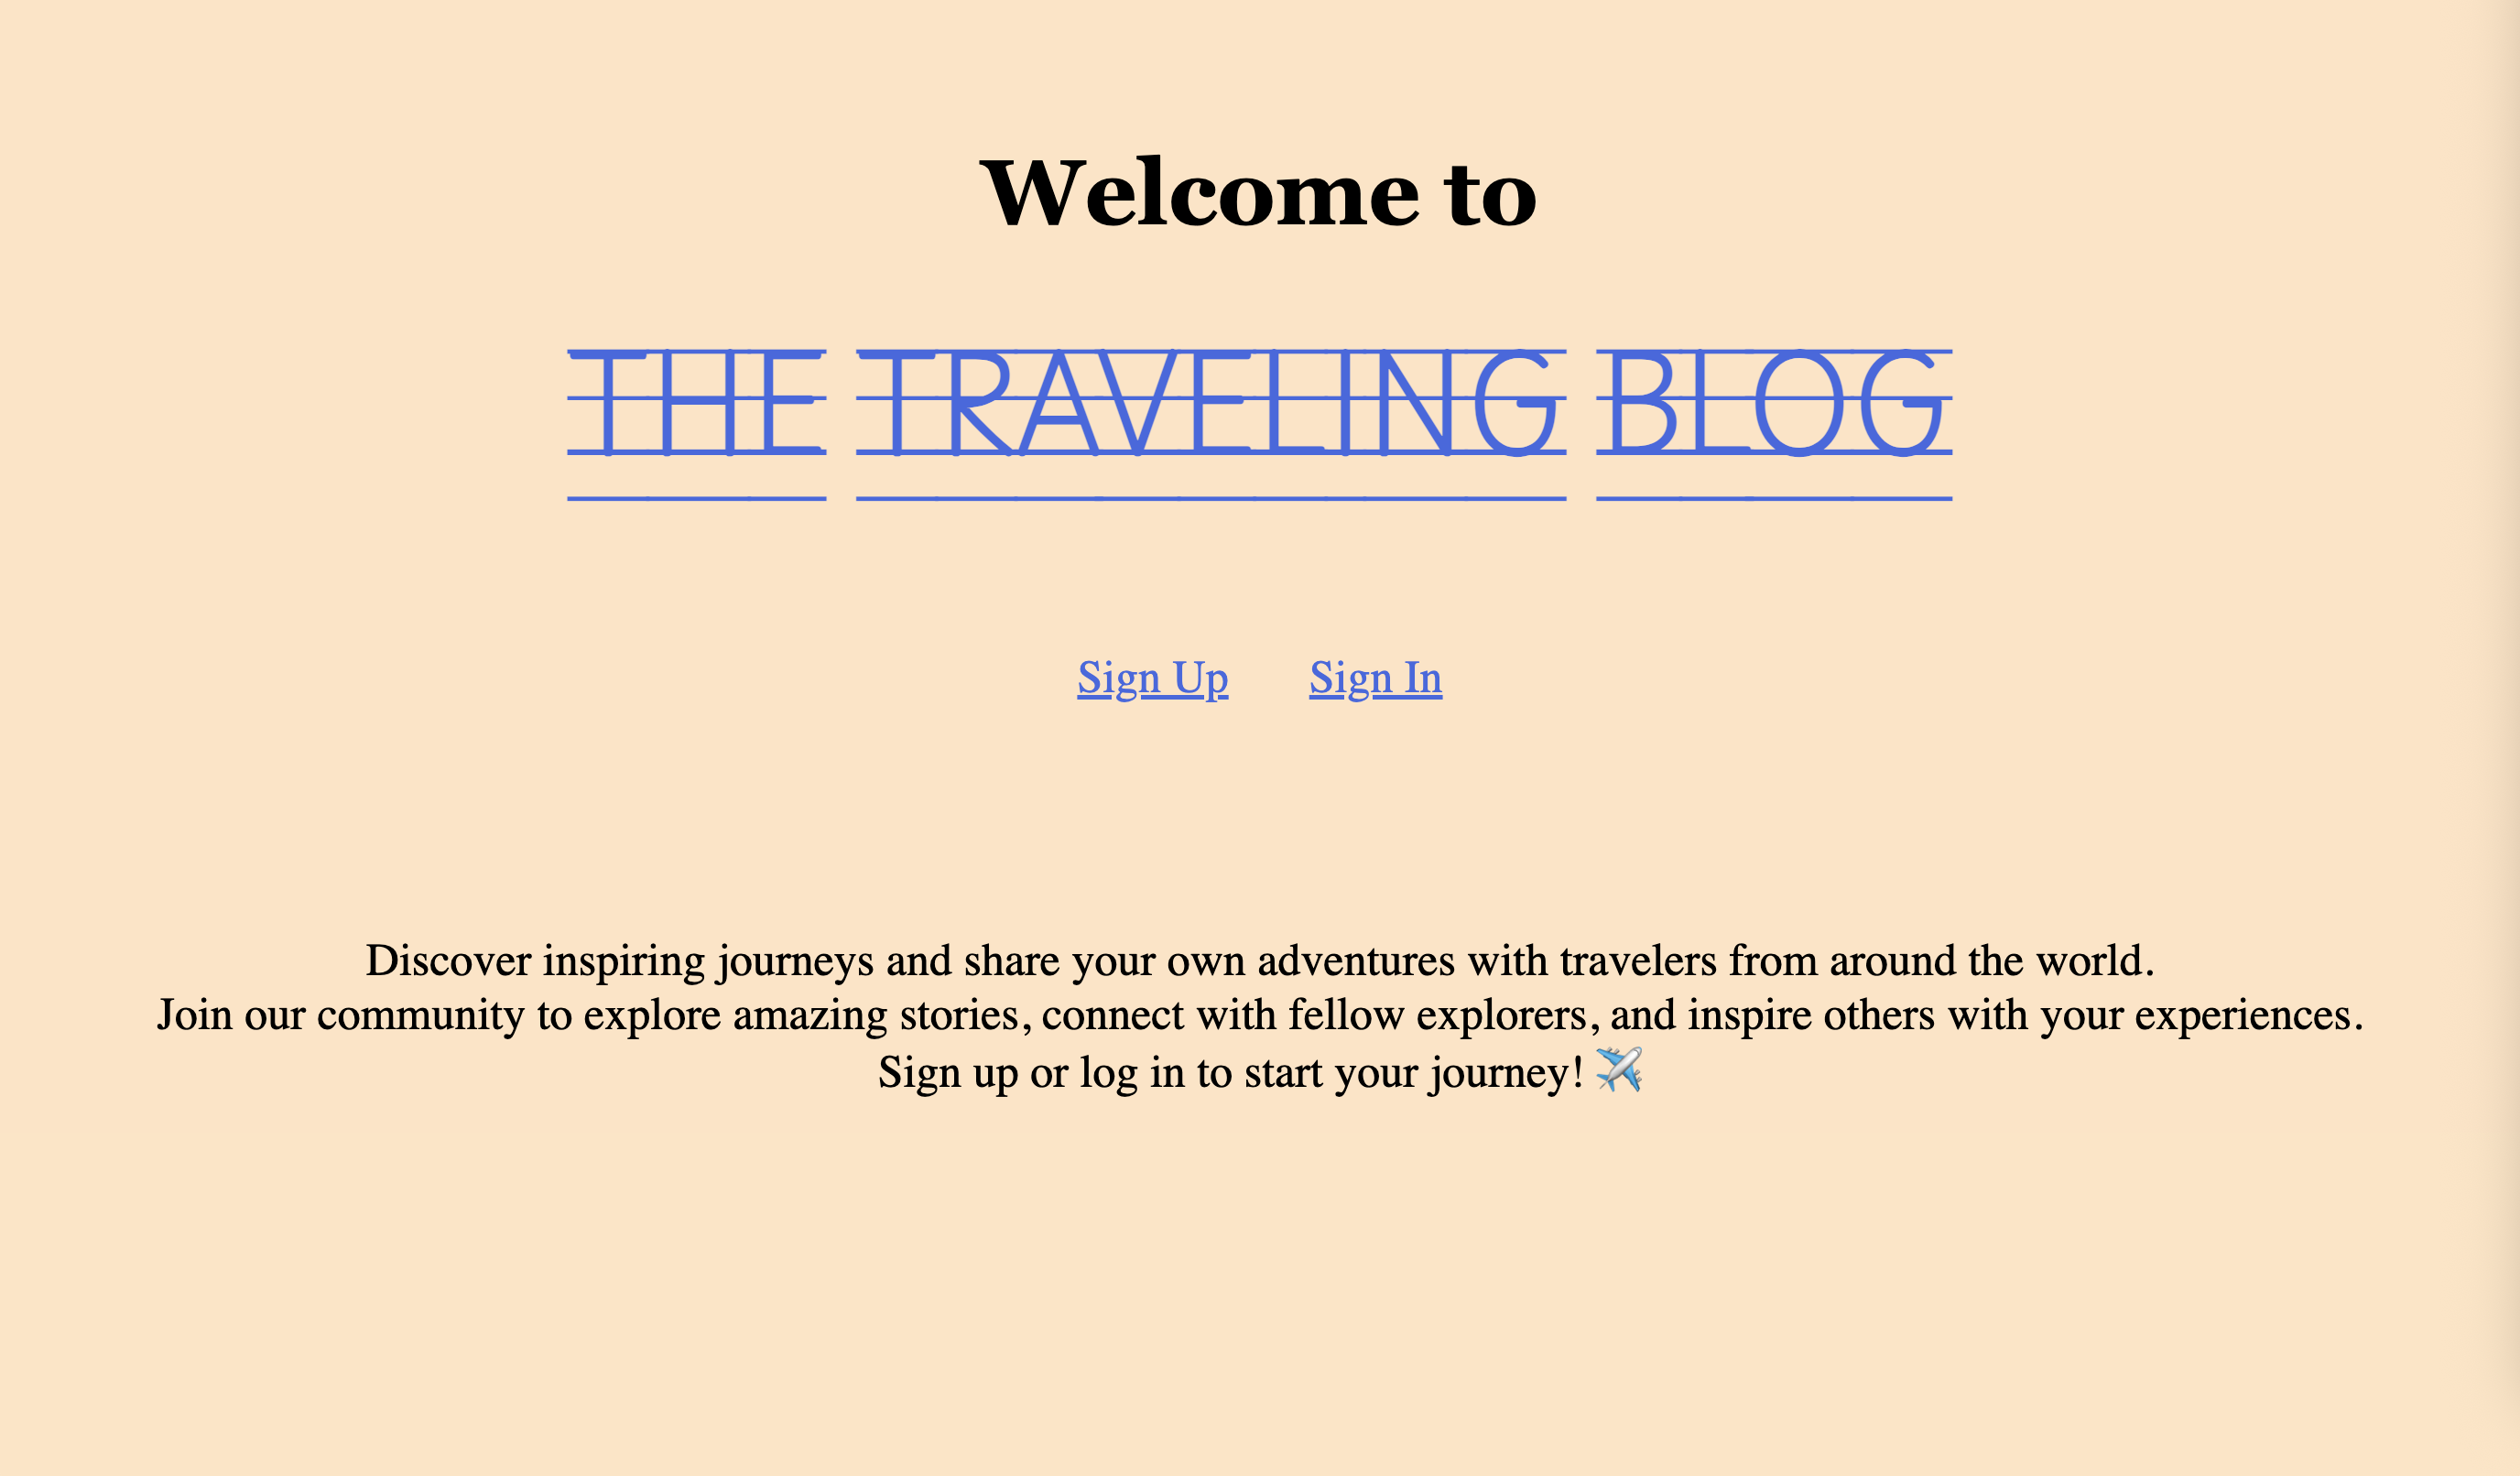 Welcome to
THE TRAVELING BLOG
Sign Up Sign In
Discover inspiring journeys and share your own adventures with travelers from around the world.
Join our community to explore amazing stories, connect with fellow explorers, and inspire others with your experiences.
Sign up or log in to start your journey! ✈️